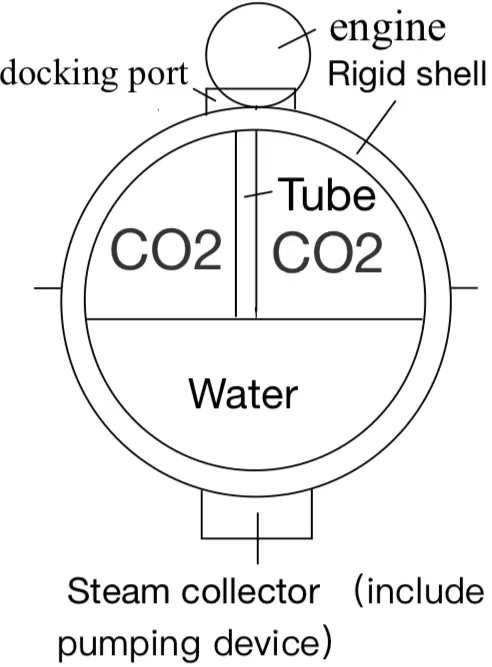 engine
docking port
Rigid shell
Tube
CO2
CO2
Water
Steam collector （include
pumping device）